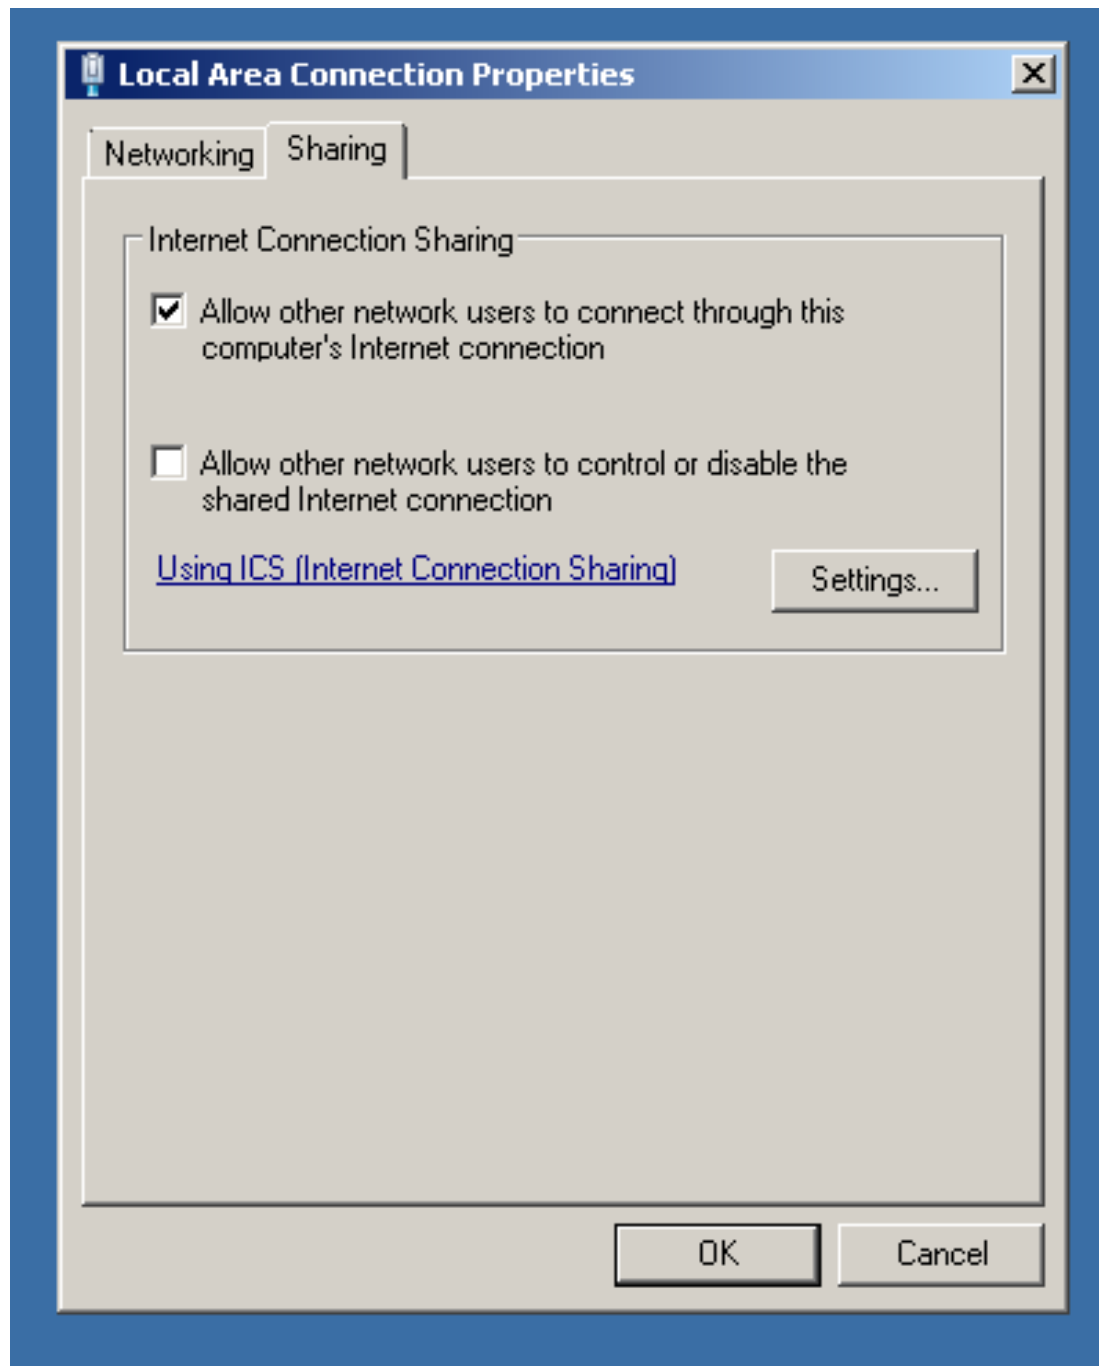 Local Area Connection Properties
Networking
Sharing
Internet Connection Sharing
Allow other network users to connect through this
computer's Internet connection
Allow other network users to control or disable the
shared Internet connection
Using ICS (Internet Connection Sharing)
Settings...
OK
Cancel